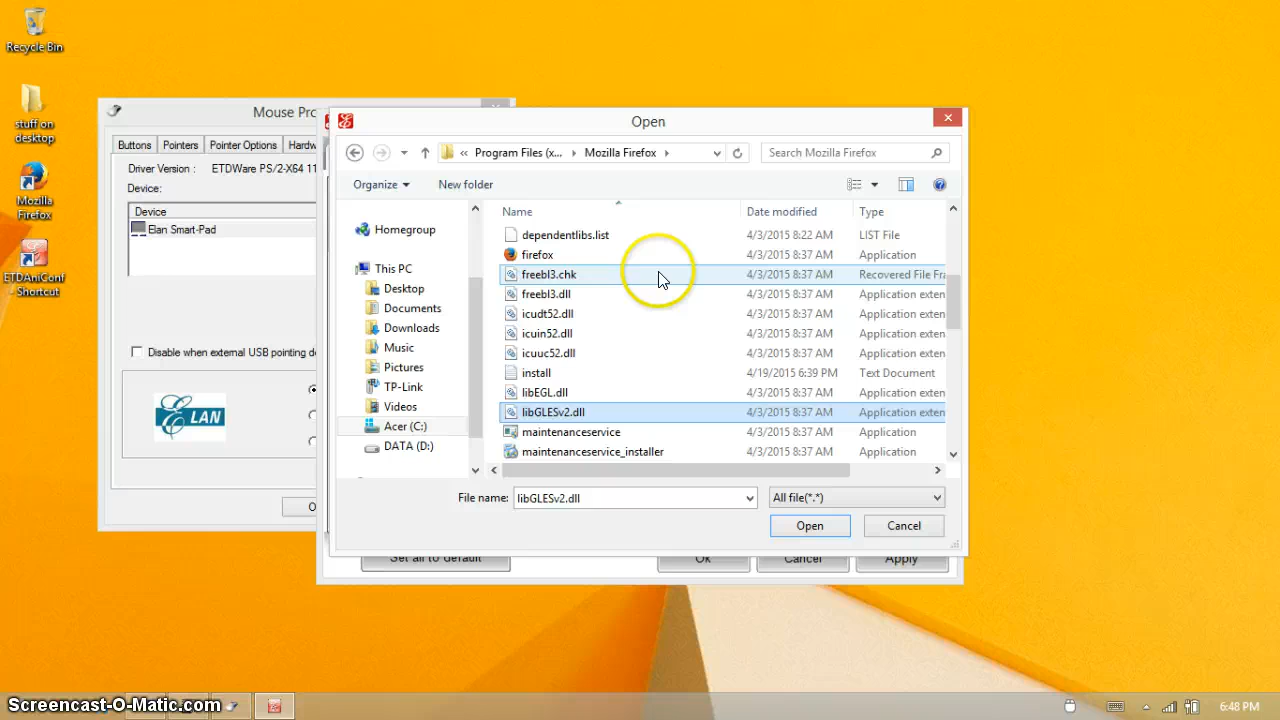 Recycle Bin
stuff on
desktop
Mozilla
Firefox
ETDAniConf
Shortcut
Mouse Pro
Buttons
Pointers
Pointer Options
Hardw
Driver Version :
ETDWare PS/2-X64 11
Device:
Device
Elan Smart-Pad
Disable when external USB pointing de
ELAN
O
Open
« Program Files (x... Mozilla Firefox
Search Mozilla Firefox
Organize
New folder
Homegroup
This PC
Desktop
Documents
Downloads
Music
Pictures
TP-Link
Videos
Acer (C:)
DATA (D:)
Name Date modified Type
dependentlibs.list 4/3/2015 8:22 AM LIST File
firefox 4/3/2015 8:37 AM Application
freebl3.chk 4/3/2015 8:37 AM Recovered File Fra
freebl3.dll 4/3/2015 8:37 AM Application exten
icudt52.dll 4/3/2015 8:37 AM Application exten
icuin52.dll 4/3/2015 8:37 AM Application exten
icuuc52.dll 4/3/2015 8:37 AM Application exten
install 4/19/2015 6:39 PM Text Document
libEGL.dll 4/3/2015 8:37 AM Application exten
libGLESv2.dll 4/3/2015 8:37 AM Application exten
maintenanceservice 4/3/2015 8:37 AM Application
maintenanceservice_installer 4/3/2015 8:37 AM Application
File name: libGLESv2.dll All file(*.*)
Open Cancel
Set all to default Ok Cancel Apply
Screencast-O-Matic.com
6:48 PM